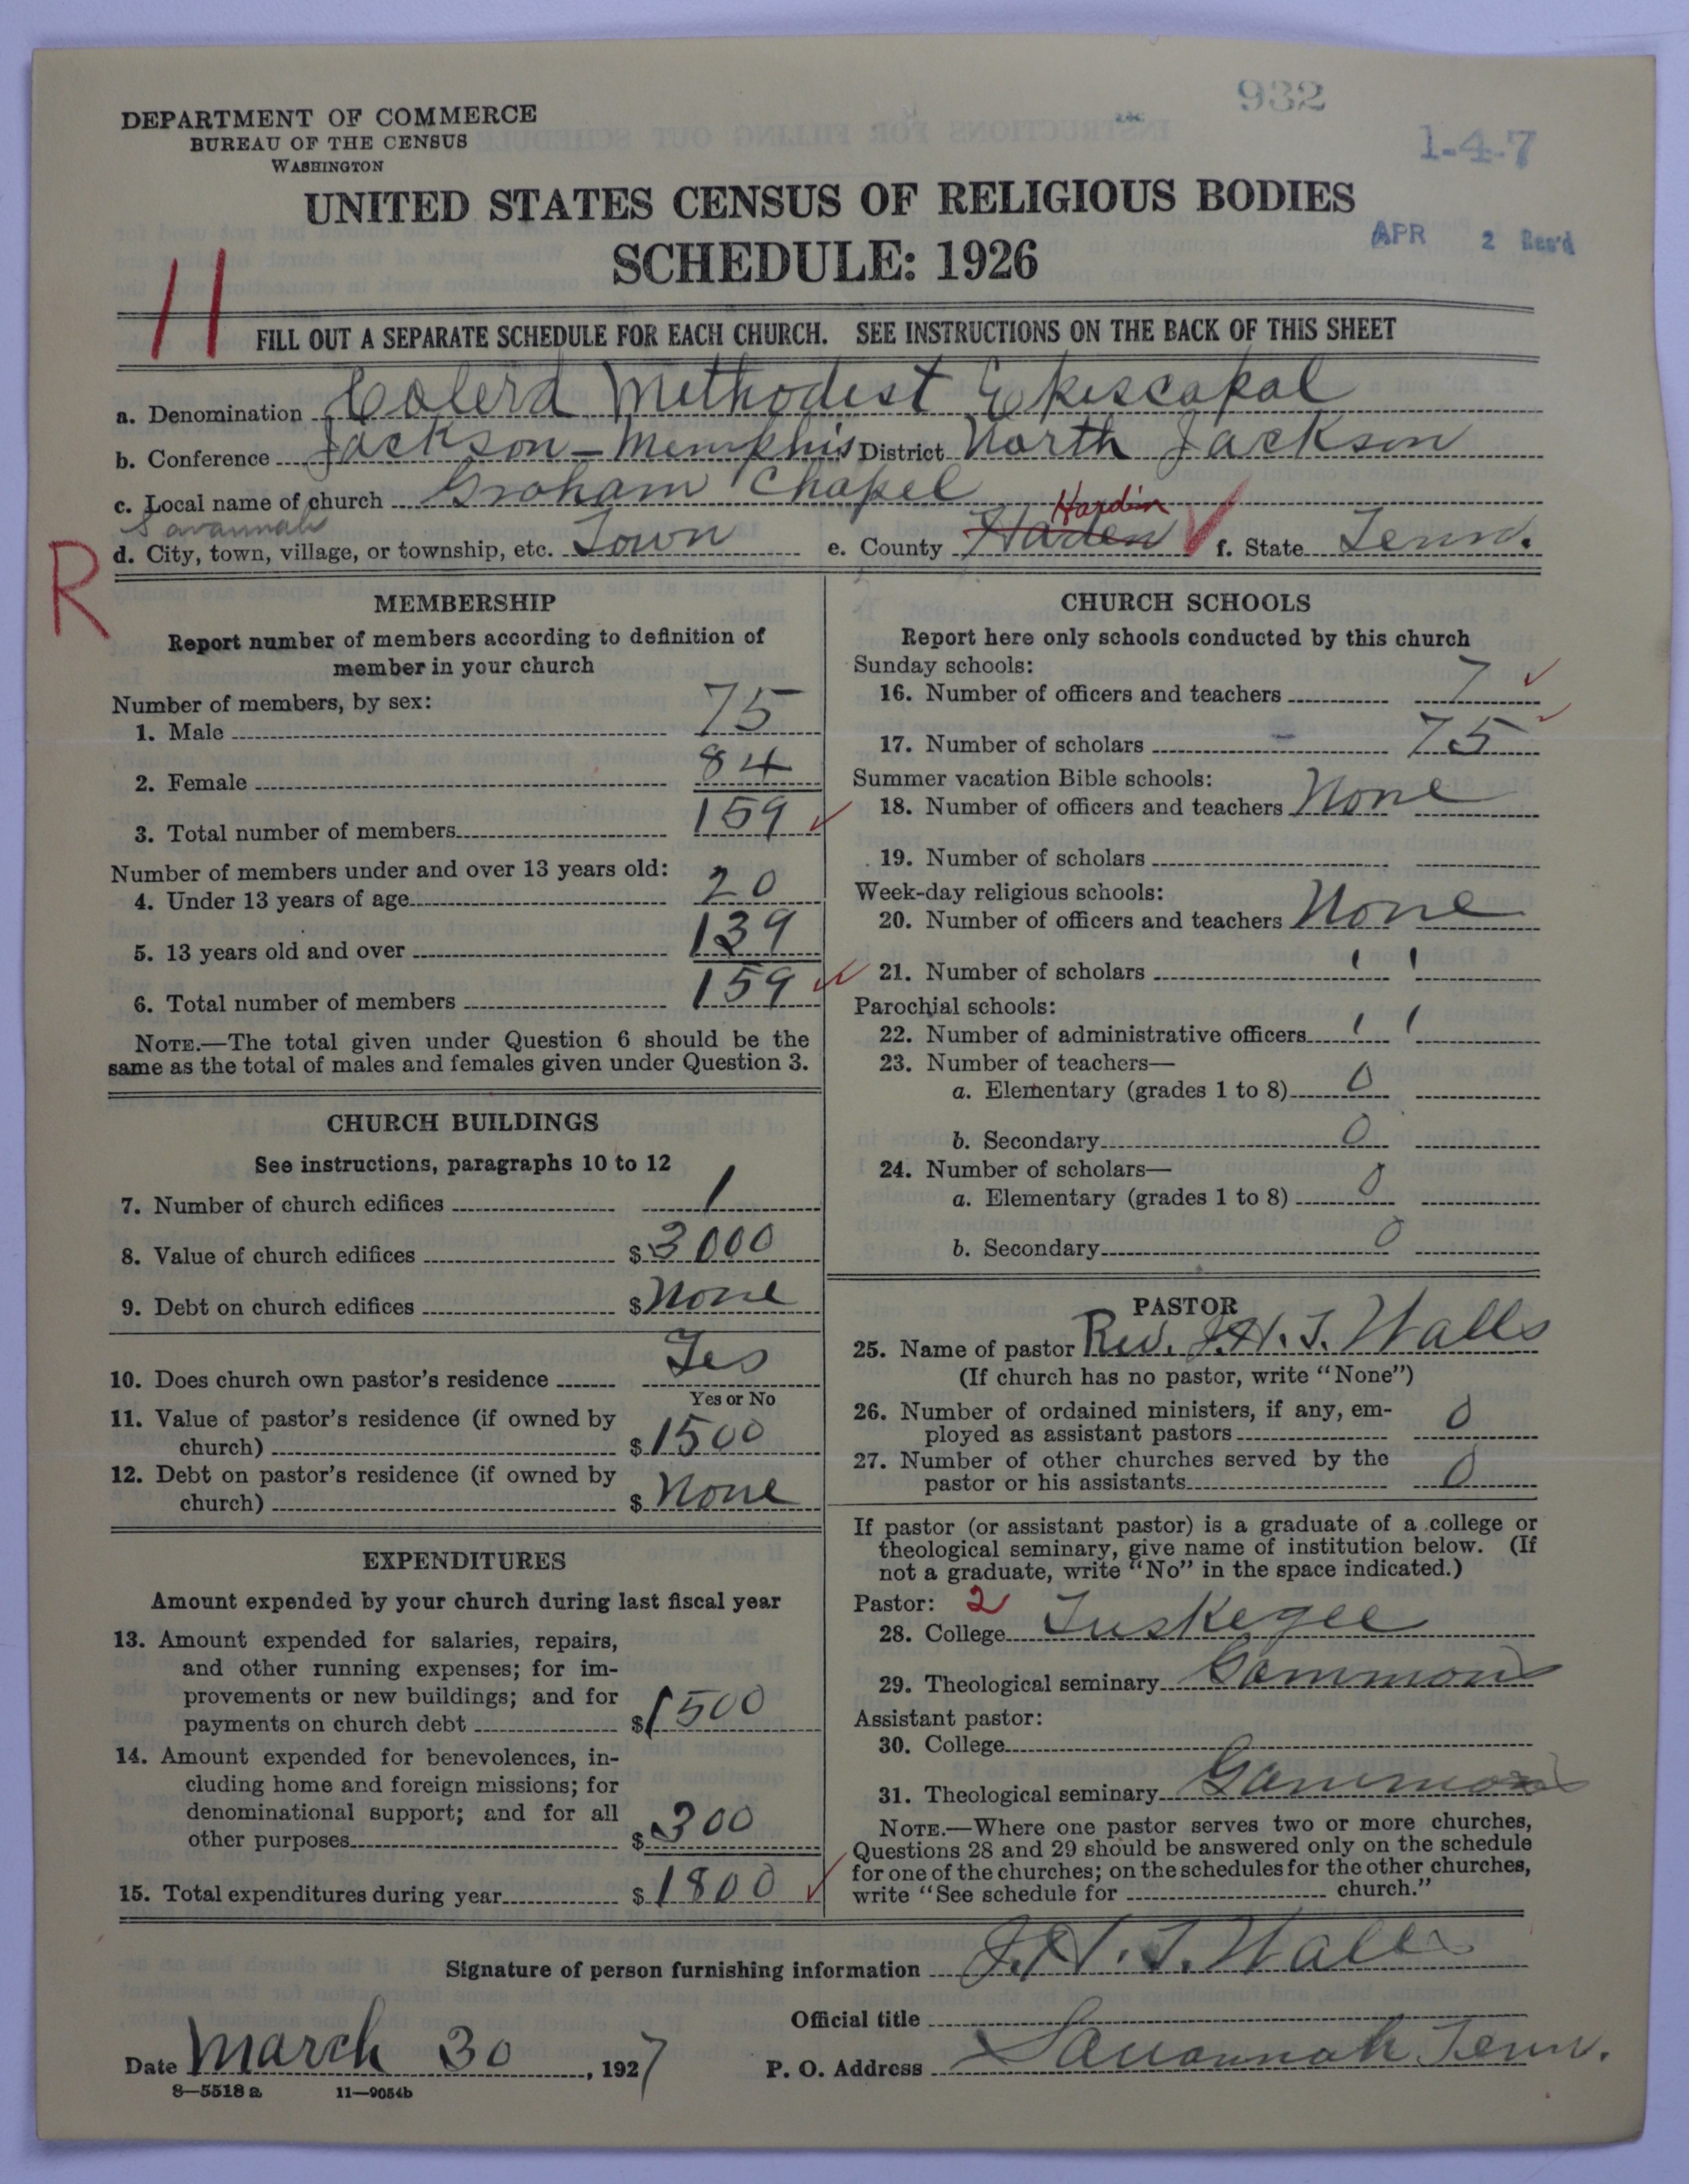 932
DEPARTMENT OF COMMERCE
BUREAU OF THE CENSUS
WASHINGTON
1-4-7
UNITED STATES CENSUS OF RELIGIOUS BODIES
SCHEDULE: 1926
APR 2 Rec'd
11
FILL OUT A SEPARATE SCHEDULE FOR EACH CHURCH. SEE INSTRUCTIONS ON THE BACK OF THIS SHEET
a. Denomination Colerd Methodist Episcapal
b. Conference Jackson-Memphis District North Jackson
c. Local name of church Graham Chapel
Savannah
Hardin
d. City, town, village, or township, etc. Town e. County Harden f. State Tenn.
R
MEMBERSHIP
Report number of members according to definition of
member in your church
Number of members, by sex:
1. Male 75
2. Female 84
3. Total number of members 159
Number of members under and over 13 years old:
4. Under 13 years of age 20
5. 13 years old and over 139
6. Total number of members 159
NOTE.—The total given under Question 6 should be the
same as the total of males and females given under Question 3.
CHURCH BUILDINGS
See instructions, paragraphs 10 to 12
7. Number of church edifices 1
8. Value of church edifices $3000
9. Debt on church edifices $None
10. Does church own pastor's residence Yes
Yes or No
11. Value of pastor's residence (if owned by
church) $1500
12. Debt on pastor's residence (if owned by
church) $None
EXPENDITURES
Amount expended by your church during last fiscal year
13. Amount expended for salaries, repairs,
and other running expenses; for im-
provements or new buildings; and for
payments on church debt $1500
14. Amount expended for benevolences, in-
cluding home and foreign missions; for
denominational support; and for all
other purposes $300
15. Total expenditures during year $1800
CHURCH SCHOOLS
Report here only schools conducted by this church
Sunday schools:
16. Number of officers and teachers 7
17. Number of scholars 75
Summer vacation Bible schools:
18. Number of officers and teachers None
19. Number of scholars
Week-day religious schools:
20. Number of officers and teachers None
21. Number of scholars ' '
Parochial schools:
22. Number of administrative officers ' '
23. Number of teachers—
a. Elementary (grades 1 to 8) 0
b. Secondary 0
24. Number of scholars—
a. Elementary (grades 1 to 8) 0
b. Secondary 0
PASTOR
25. Name of pastor Rev. J.H.T. Walls
(If church has no pastor, write "None")
26. Number of ordained ministers, if any, em-
ployed as assistant pastors 0
27. Number of other churches served by the
pastor or his assistants 0
If pastor (or assistant pastor) is a graduate of a college or
theological seminary, give name of institution below. (If
not a graduate, write "No" in the space indicated.)
Pastor: 2
28. College Tuskegee
29. Theological seminary Gammon
Assistant pastor:
30. College
31. Theological seminary Gammon
NOTE.—Where one pastor serves two or more churches,
Questions 28 and 29 should be answered only on the schedule
for one of the churches; on the schedules for the other churches,
write "See schedule for church."
Signature of person furnishing information J.H.T. Walls
Official title
Date March 30, 1927 P. O. Address Savannah Tenn.
8—5518 a 11—9054b